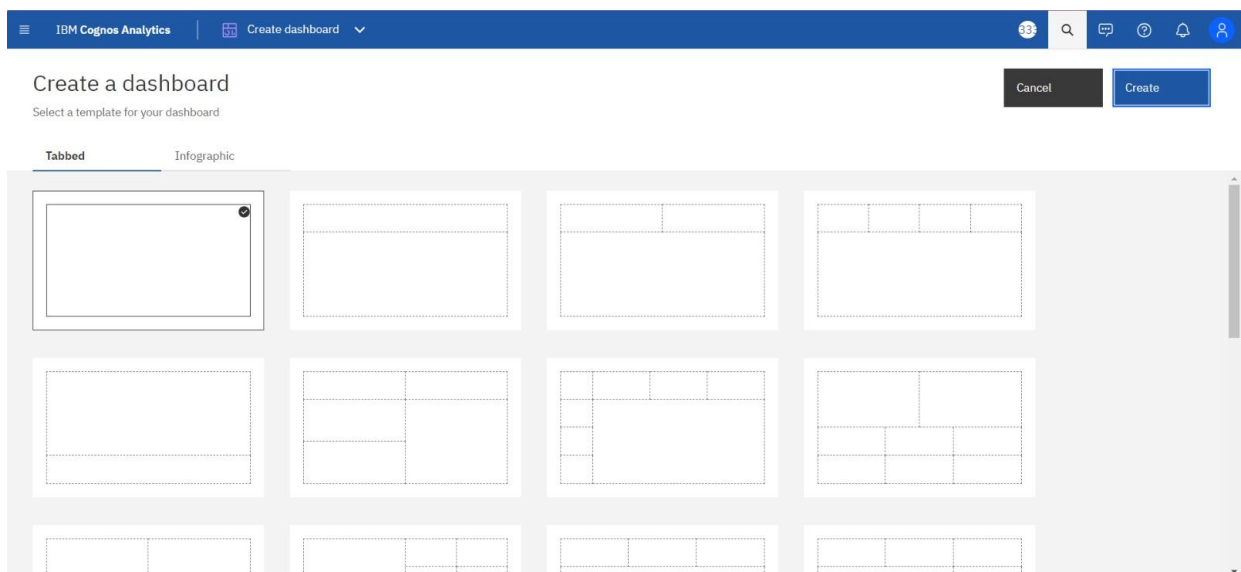 IBM Cognos Analytics
Create dashboard
Create a dashboard
Cancel
Create
Select a template for your dashboard
Tabbed
Infographic